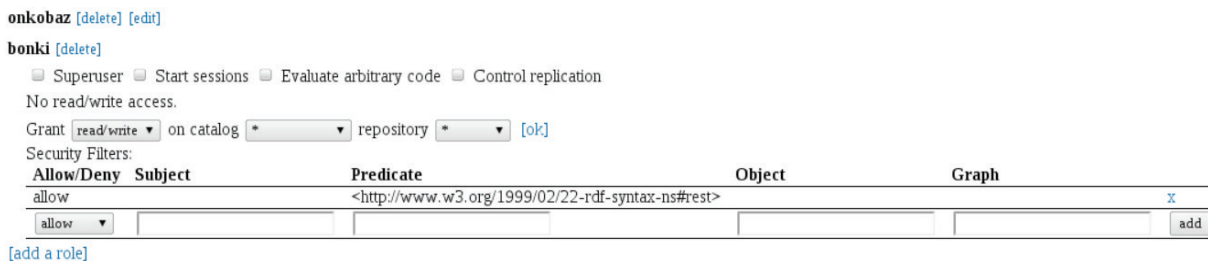 onkobaz [delete] [edit]
bonki [delete]
Superuser Start sessions Evaluate arbitrary code Control replication
No read/write access.
Grant read/write on catalog * repository * [ok]
Security Filters:
Allow/Deny Subject Predicate Object Graph
allow <http://www.w3.org/1999/02/22-rdf-syntax-ns#rest> x
allow add
[add a role]